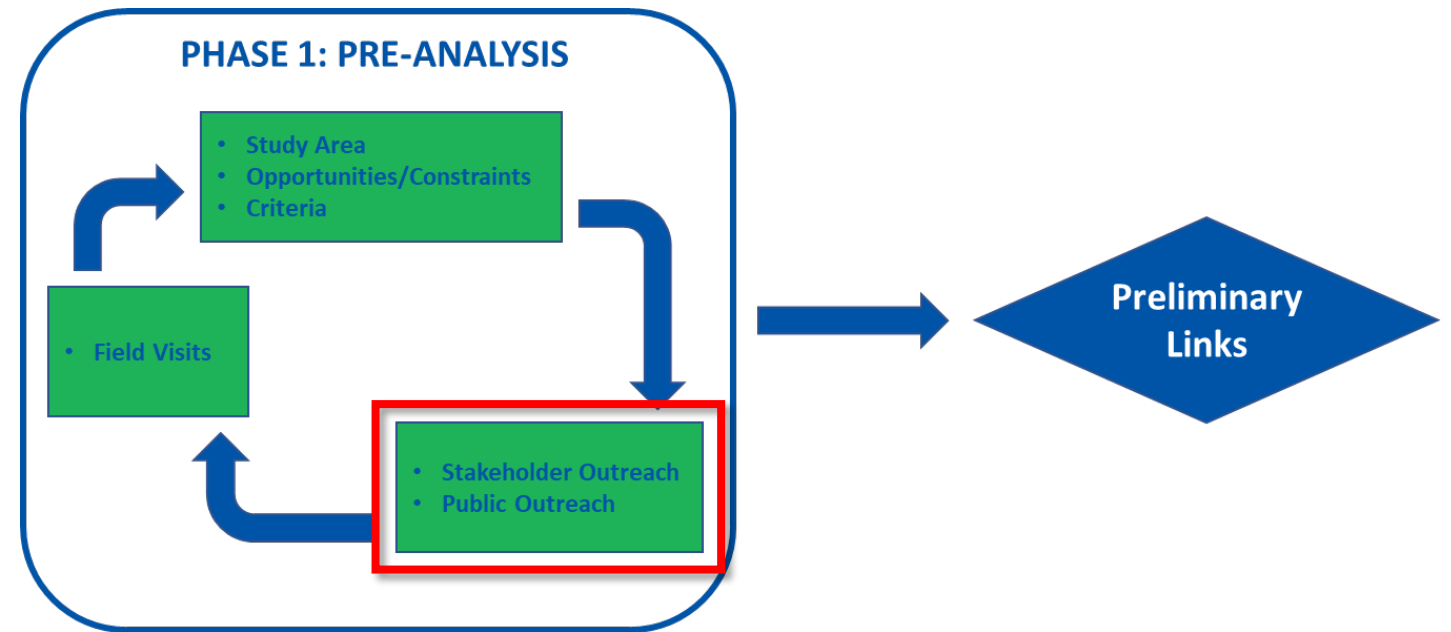 PHASE 1: PRE-ANALYSIS
• Study Area
• Opportunities/Constraints
• Criteria
• Field Visits
• Stakeholder Outreach
• Public Outreach
Preliminary
Links